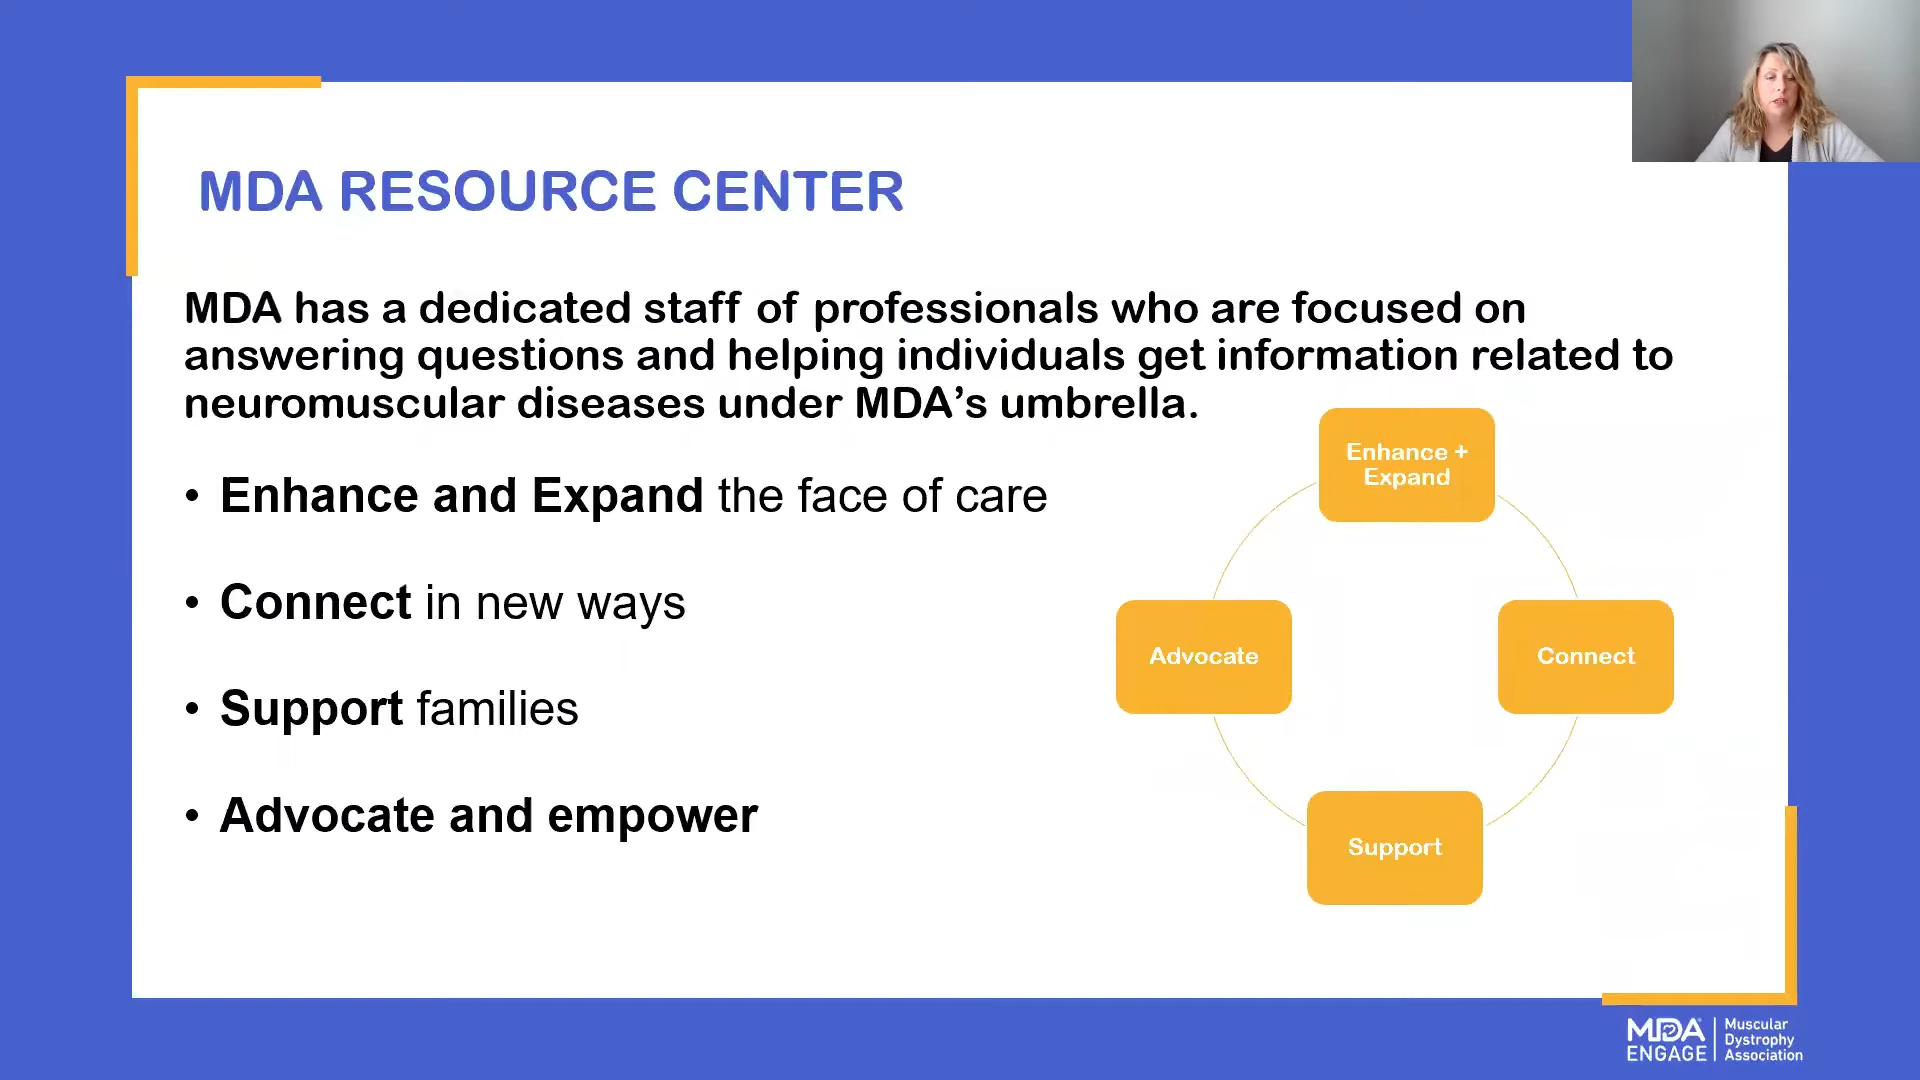 MDA RESOURCE CENTER
MDA has a dedicated staff of professionals who are focused on
answering questions and helping individuals get information related to
neuromuscular diseases under MDA’s umbrella.
• Enhance and Expand the face of care
• Connect in new ways
• Support families
• Advocate and empower
Enhance +
Expand
Advocate
Connect
Support
MDA
ENGAGE
Muscular
Dystrophy
Association